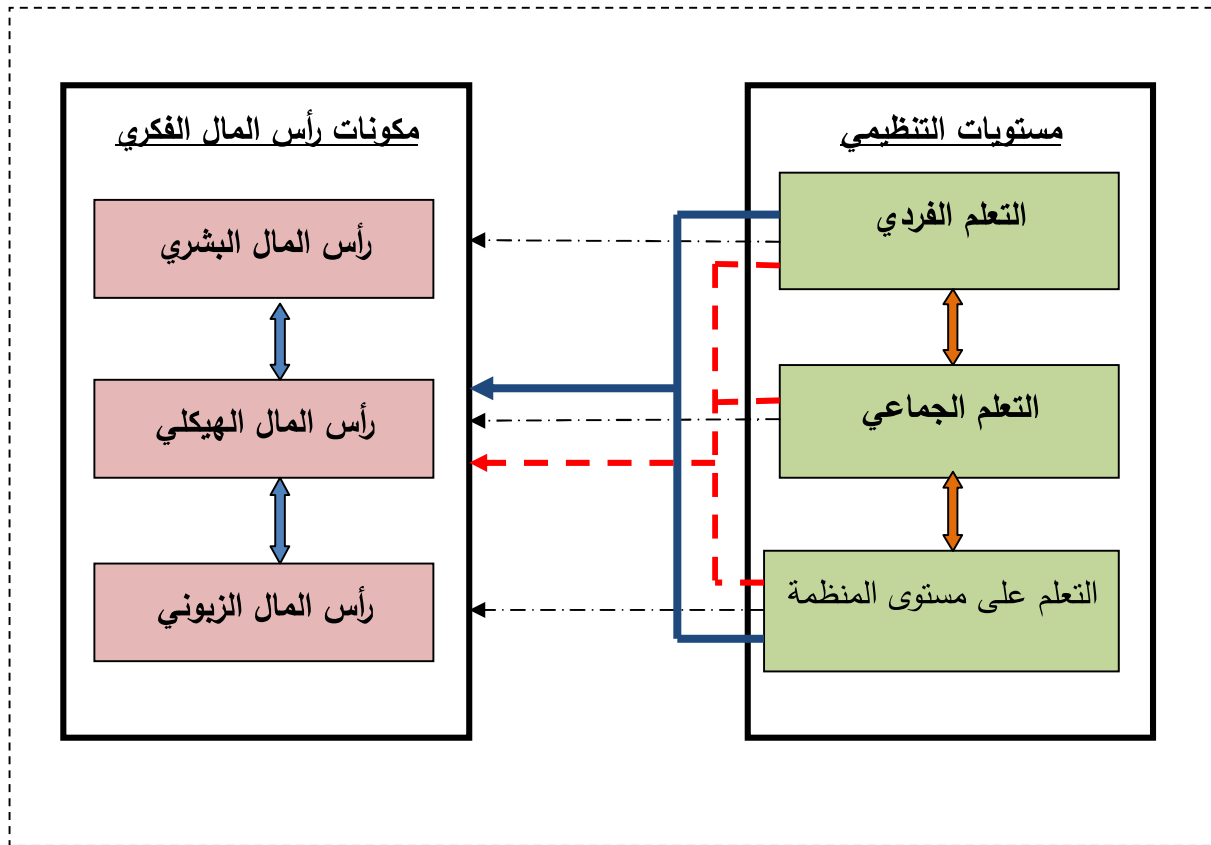 مستويات التنظيمي
التعلم الفردي
التعلم الجماعي
التعلم على مستوى المنظمة
مكونات رأس المال الفكري
رأس المال البشري
رأس المال الهيكلي
رأس المال الزبوني